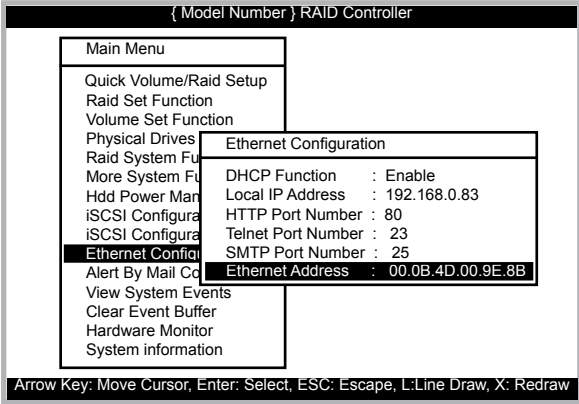 { Model Number } RAID Controller
Main Menu
Quick Volume/Raid Setup
Raid Set Function
Volume Set Function
Physical Drives
Raid System Fu
More System Fu
Hdd Power Man
iSCSI Configura
iSCSI Configura
Ethernet Configu
Alert By Mail Co
View System Events
Clear Event Buffer
Hardware Monitor
System information
Ethernet Configuration
DHCP Function : Enable
Local IP Address : 192.168.0.83
HTTP Port Number : 80
Telnet Port Number : 23
SMTP Port Number : 25
Ethernet Address : 00.0B.4D.00.9E.8B
Arrow Key: Move Cursor, Enter: Select, ESC: Escape, L:Line Draw, X: Redraw